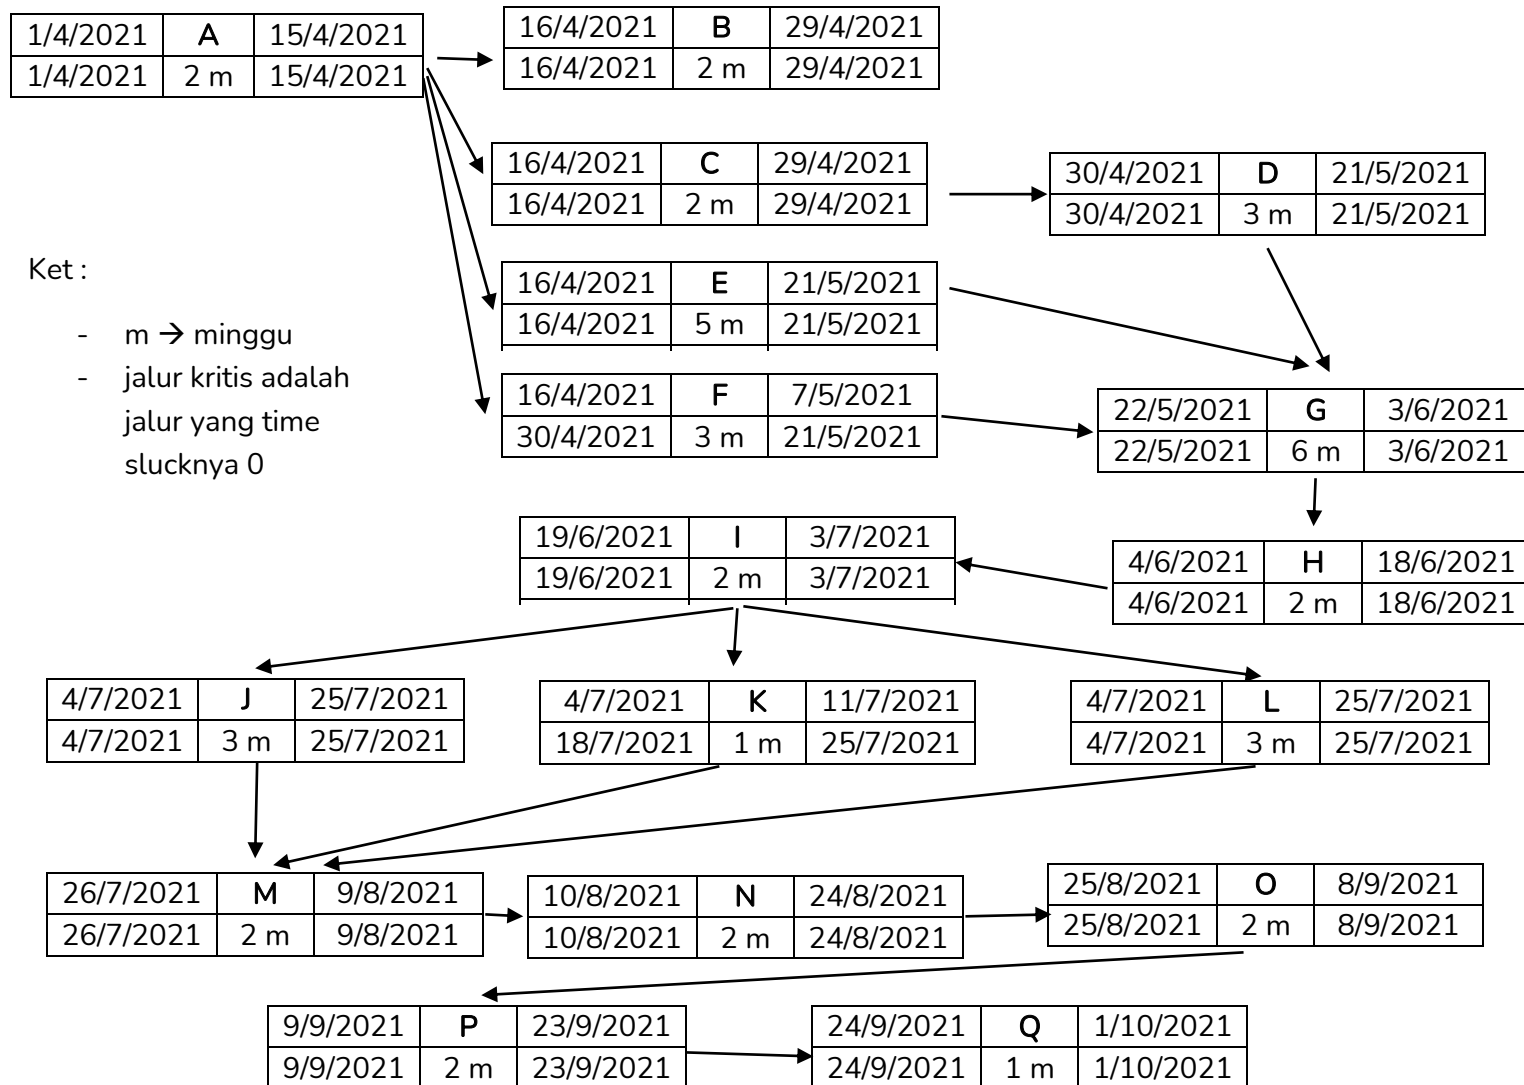 1/4/2021 A 15/4/2021
1/4/2021 2 m 15/4/2021
16/4/2021 B 29/4/2021
16/4/2021 2 m 29/4/2021
16/4/2021 C 29/4/2021
16/4/2021 2 m 29/4/2021
30/4/2021 D 21/5/2021
30/4/2021 3 m 21/5/2021
Ket :
- m → minggu
- jalur kritis adalah
jalur yang time
slucknya 0
16/4/2021 E 21/5/2021
16/4/2021 5 m 21/5/2021
16/4/2021 F 7/5/2021
30/4/2021 3 m 21/5/2021
22/5/2021 G 3/6/2021
22/5/2021 6 m 3/6/2021
19/6/2021 I 3/7/2021
19/6/2021 2 m 3/7/2021
4/6/2021 H 18/6/2021
4/6/2021 2 m 18/6/2021
4/7/2021 J 25/7/2021
4/7/2021 3 m 25/7/2021
4/7/2021 K 11/7/2021
18/7/2021 1 m 25/7/2021
4/7/2021 L 25/7/2021
4/7/2021 3 m 25/7/2021
26/7/2021 M 9/8/2021
26/7/2021 2 m 9/8/2021
10/8/2021 N 24/8/2021
10/8/2021 2 m 24/8/2021
25/8/2021 O 8/9/2021
25/8/2021 2 m 8/9/2021
9/9/2021 P 23/9/2021
9/9/2021 2 m 23/9/2021
24/9/2021 Q 1/10/2021
24/9/2021 1 m 1/10/2021